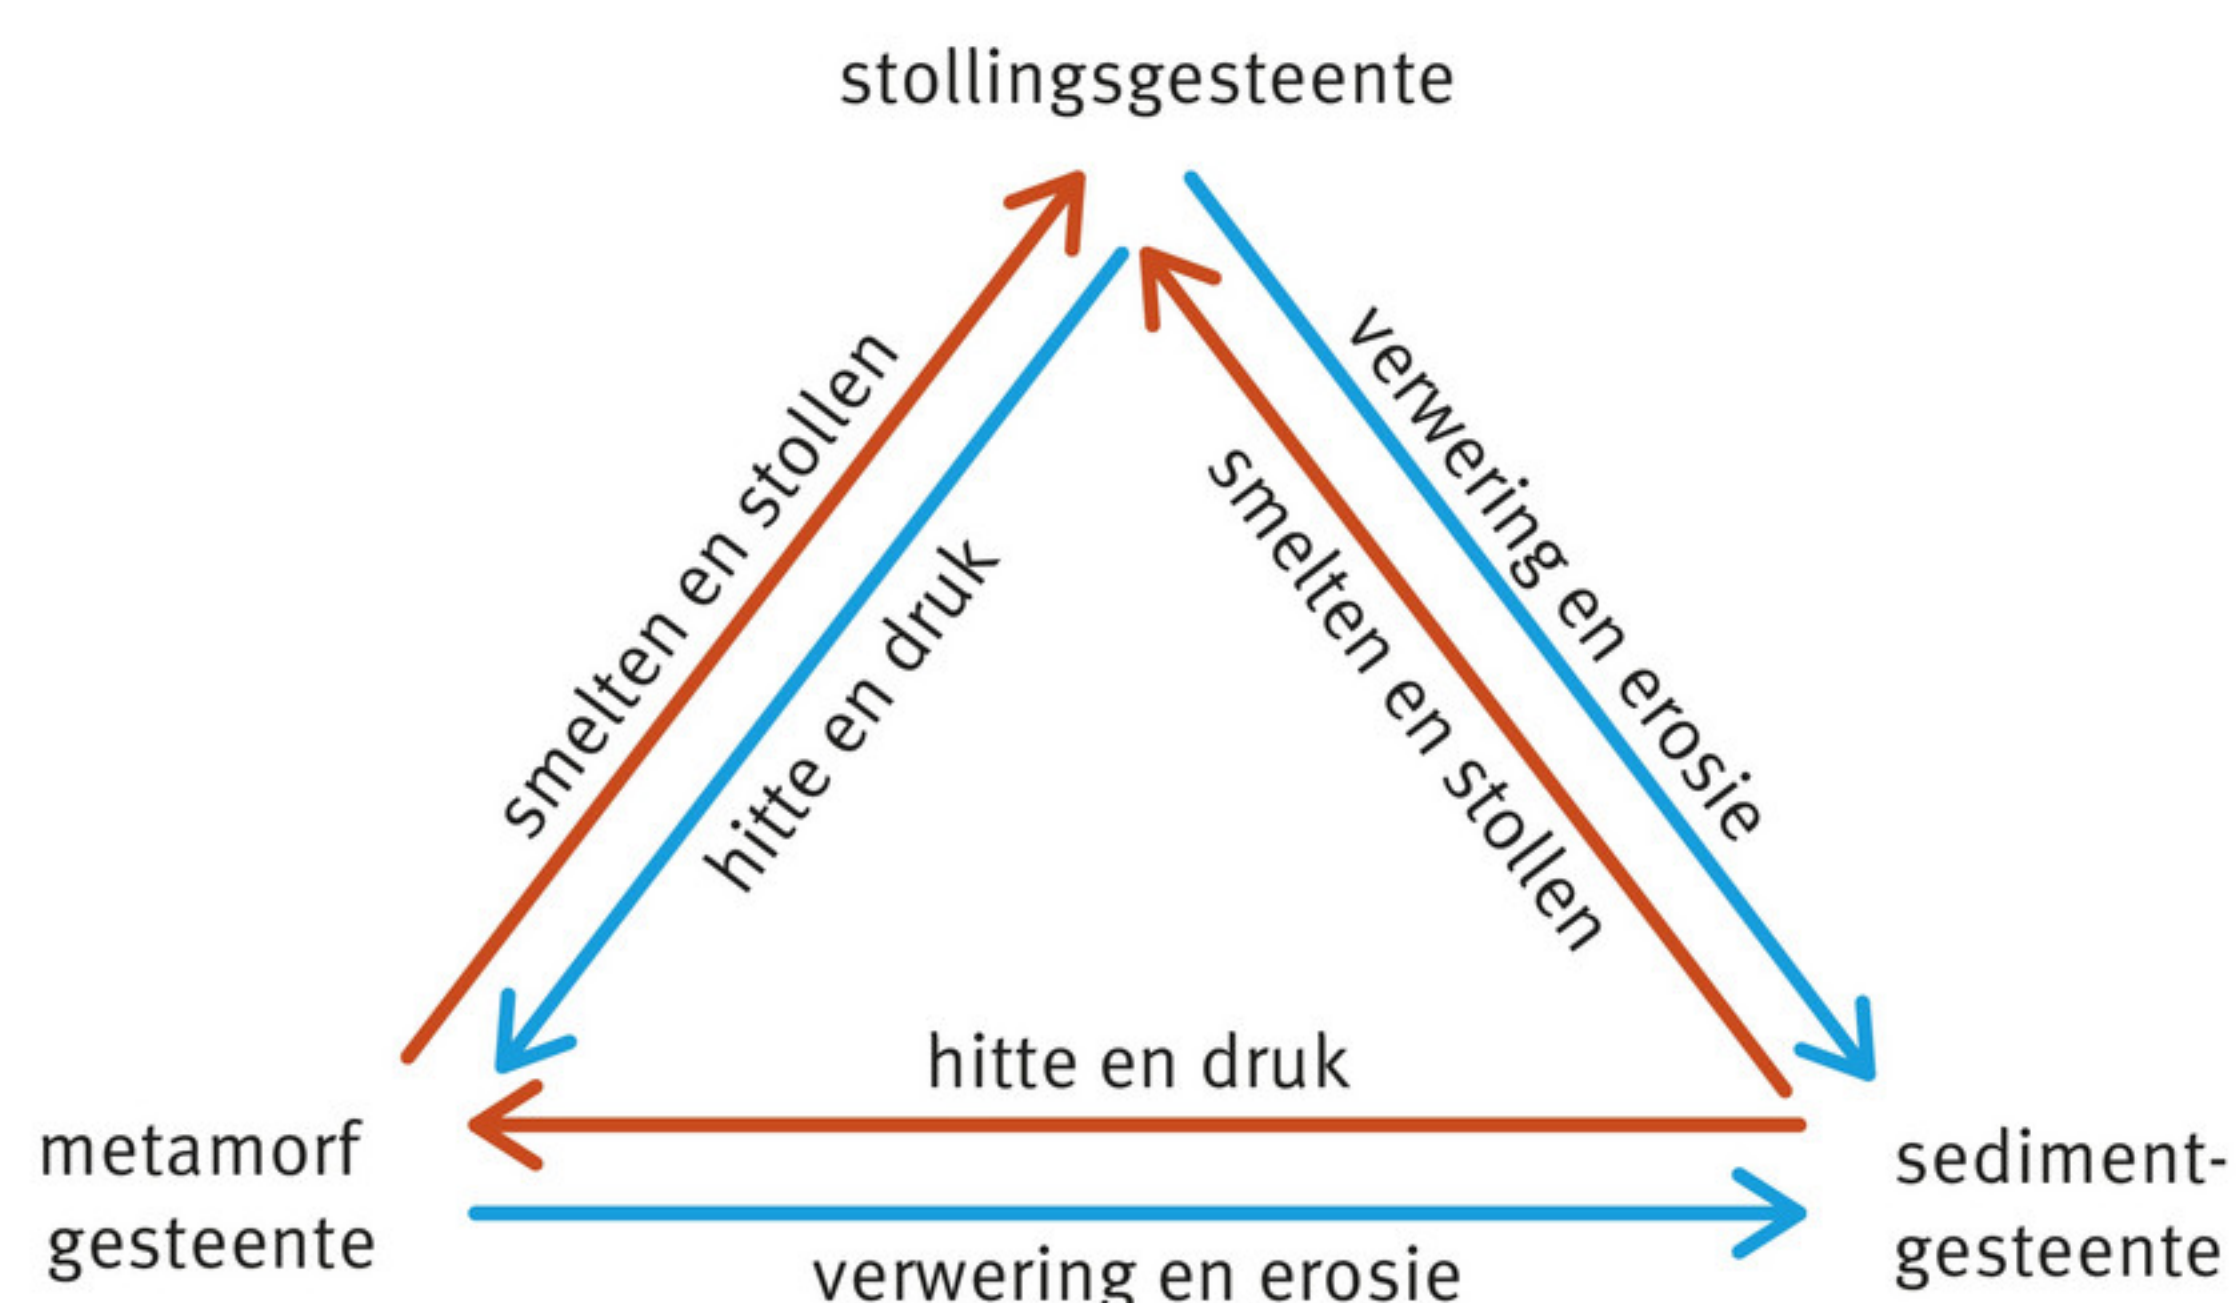 stollingsgesteente
smelten en stollen
hitte en druk
smelten en stollen
verwering en erosie
hitte en druk
metamorf
gesteente
sediment-
gesteente
verwering en erosie